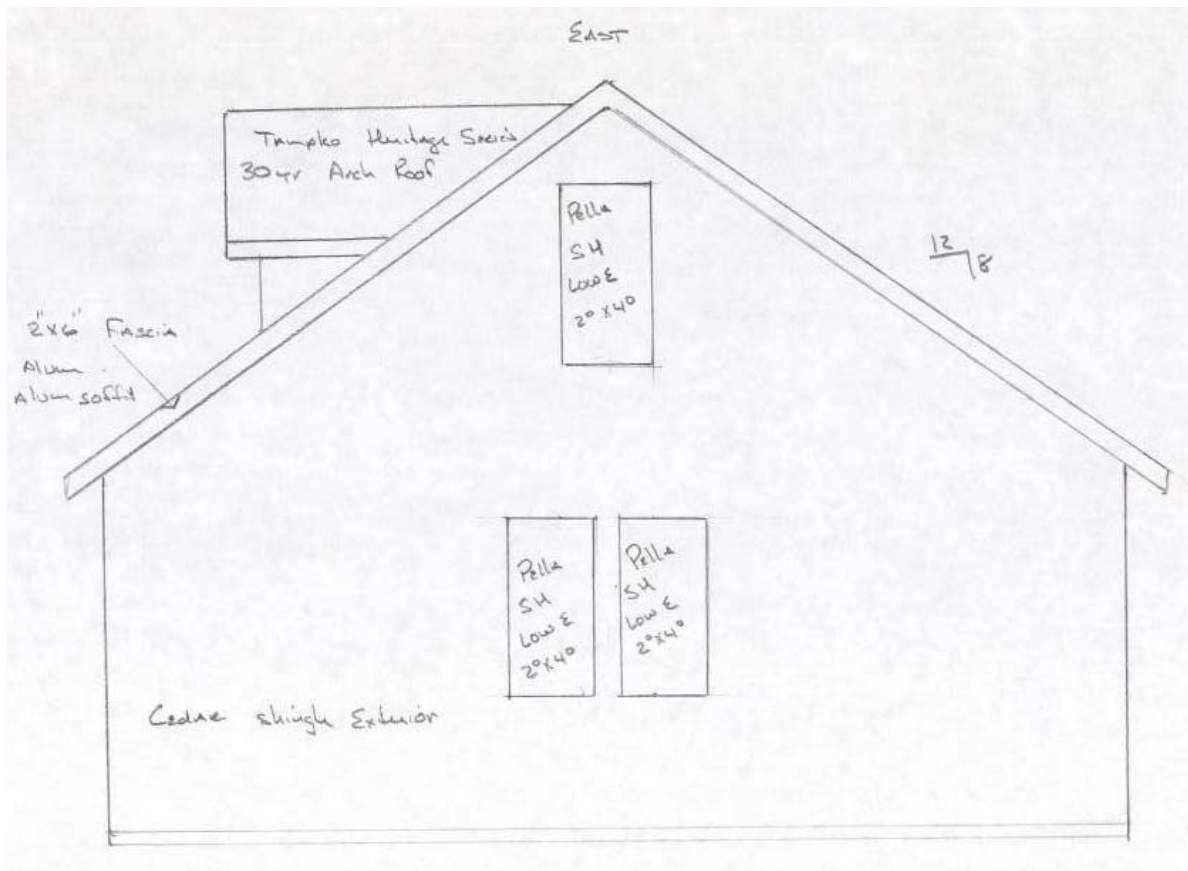 EAST
Tampko Heritage Series
30 yr Arch Roof
Pella
SH
Low E
2⁰ x 4⁰
12
8
2"x6" Fascia
Alum
Alum soffit
Pella
SH
Low E
2⁰x4⁰
Pella
SH
Low E
2⁰x4⁰
Cedar shingle Exterior